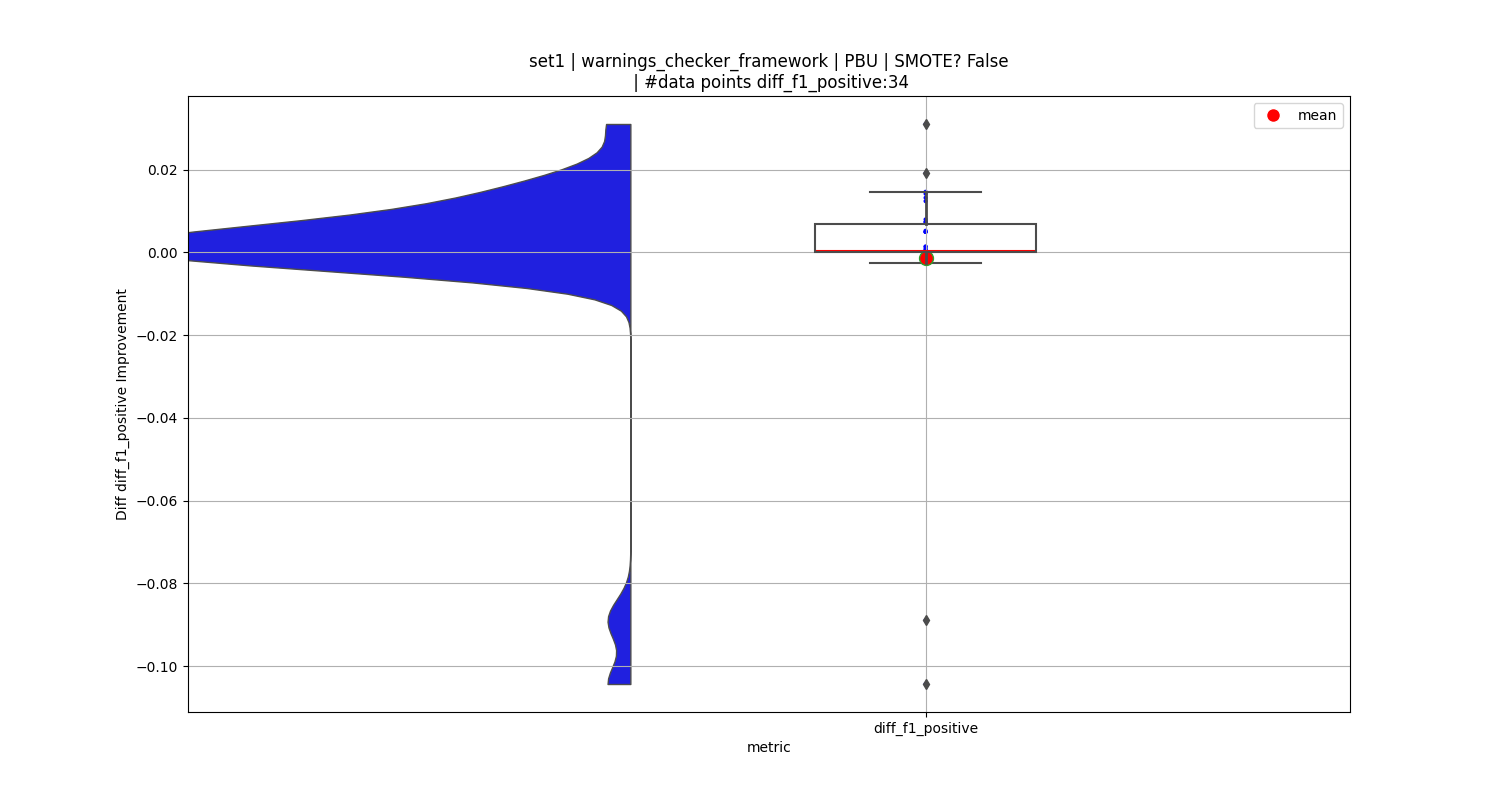 set1 | warnings_checker_framework | PBU | SMOTE? False
| #data points diff_f1_positive:34
mean
0.02
0.00
−0.02
−0.04
−0.06
−0.08
−0.10
Diff diff_f1_positive Improvement
diff_f1_positive
metric